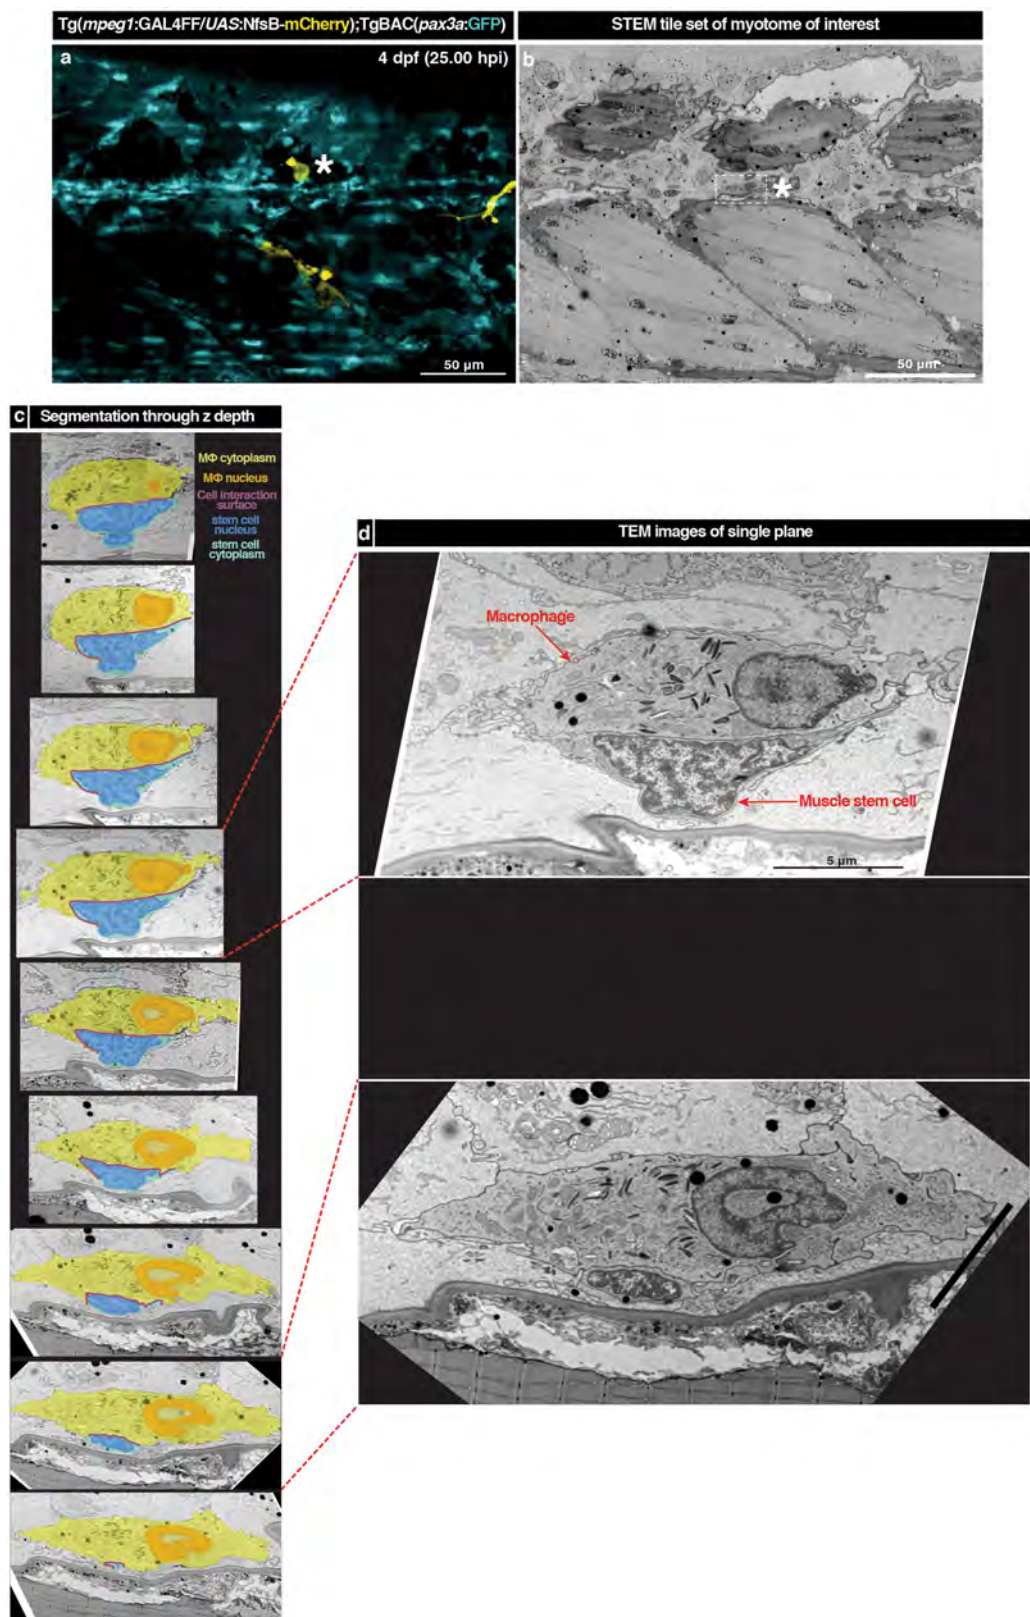 Tg(mpeg1:GAL4FF/UAS:NfsB-mCherry);TgBAC(pax3a:GFP)
STEM tile set of myotome of interest
a
4 dpf (25.00 hpi)
*
50 µm
b
*
50 µm
c
Segmentation through z depth
MΦ cytoplasm
MΦ nucleus
Cell interaction
surface
stem cell
nucleus
stem cell
cytoplasm
d
TEM images of single plane
Macrophage
Muscle stem cell
5 µm